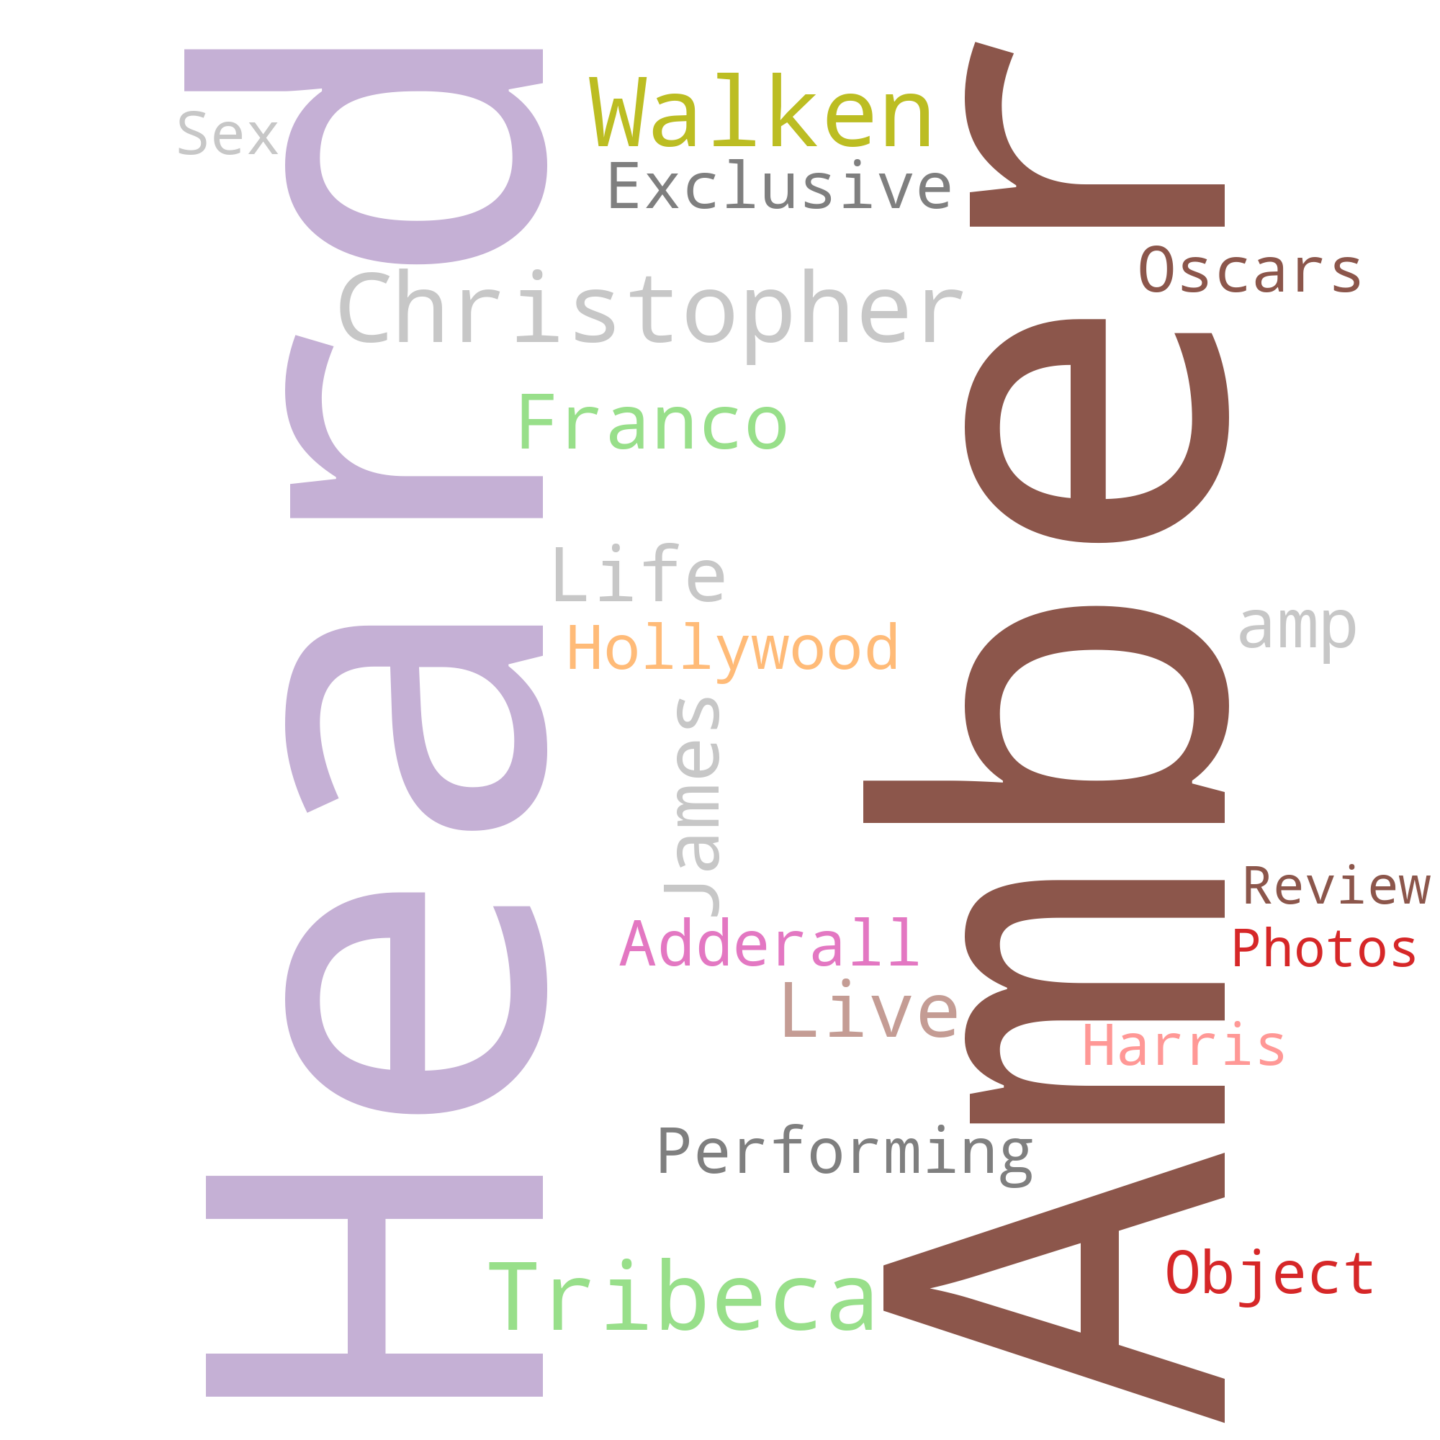 Heard
Sex
Walken
Exclusive
Amber
Oscars
Christopher
Franco
Life
amp
Hollywood
James
Review
Adderall
Photos
Live
Harris
Performing
Tribeca
Object